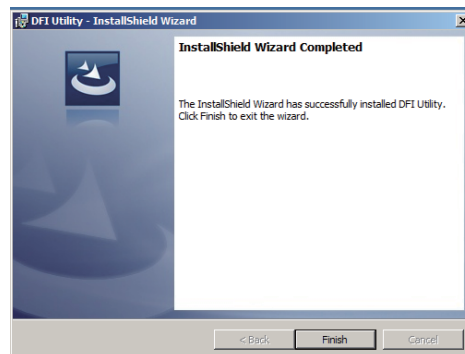 DFI Utility - InstallShield Wizard
InstallShield Wizard Completed
The InstallShield Wizard has successfully installed DFI Utility.
Click Finish to exit the wizard.
< Back
Finish
Cancel